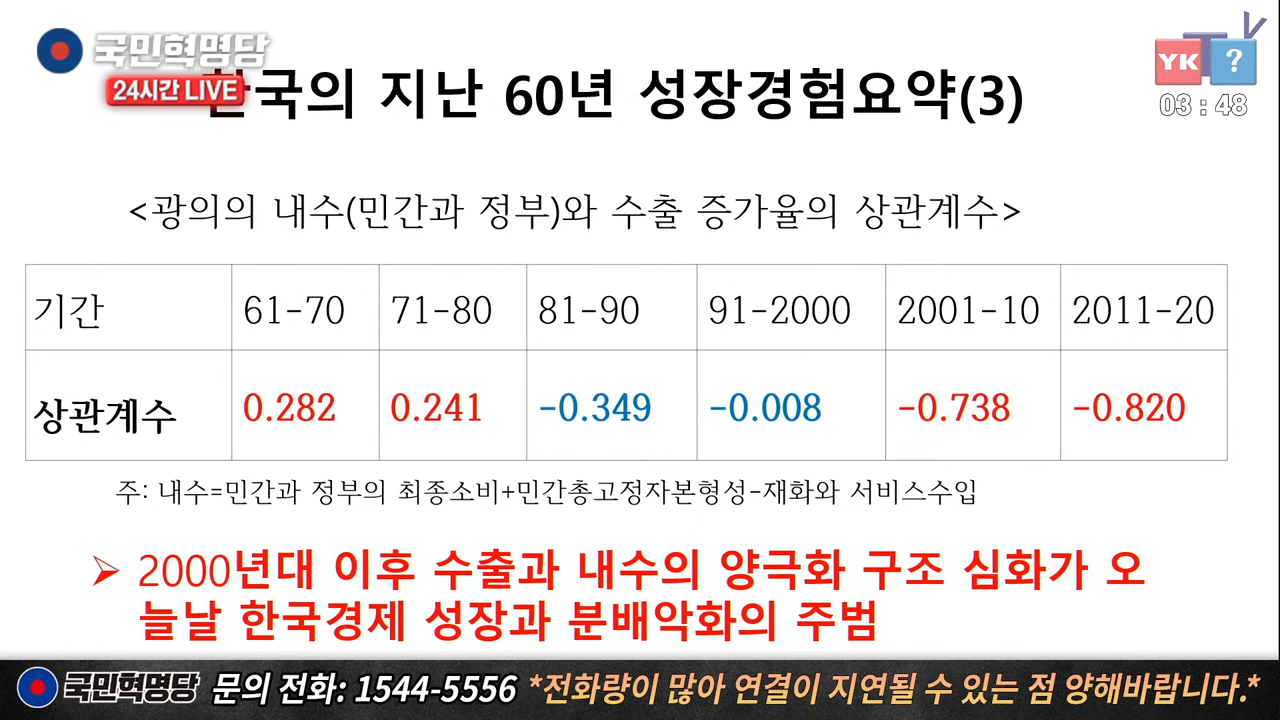 국민혁명당
24시간 LIVE
한국의 지난 60년 성장경험요약(3)
YK
T
V
?
03 : 48
<광의의 내수(민간과 정부)와 수출 증가율의 상관계수>
기간 61-70 71-80 81-90 91-2000 2001-10 2011-20
상관계수 0.282 0.241 -0.349 -0.008 -0.738 -0.820
주: 내수=민간과 정부의 최종소비+민간총고정자본형성-재화와 서비스수입
➢ 2000년대 이후 수출과 내수의 양극화 구조 심화가 오
늘날 한국경제 성장과 분배악화의 주범
국민혁명당 문의 전화: 1544-5556 *전화량이 많아 연결이 지연될 수 있는 점 양해바랍니다.*